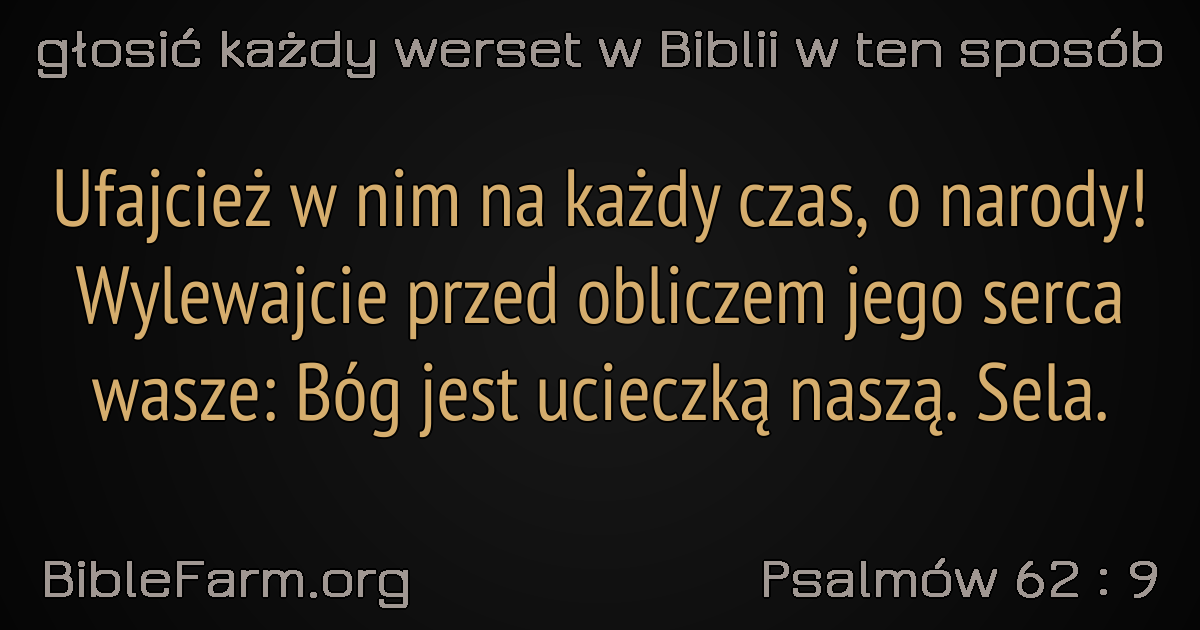 głosić każdy werset w Biblii w ten sposób
Ufajcież w nim na każdy czas, o narody!
Wylewajcie przed obliczem jego serca
wasze: Bóg jest ucieczką naszą. Sela.
BibleFarm.org
Psalmów 62 : 9